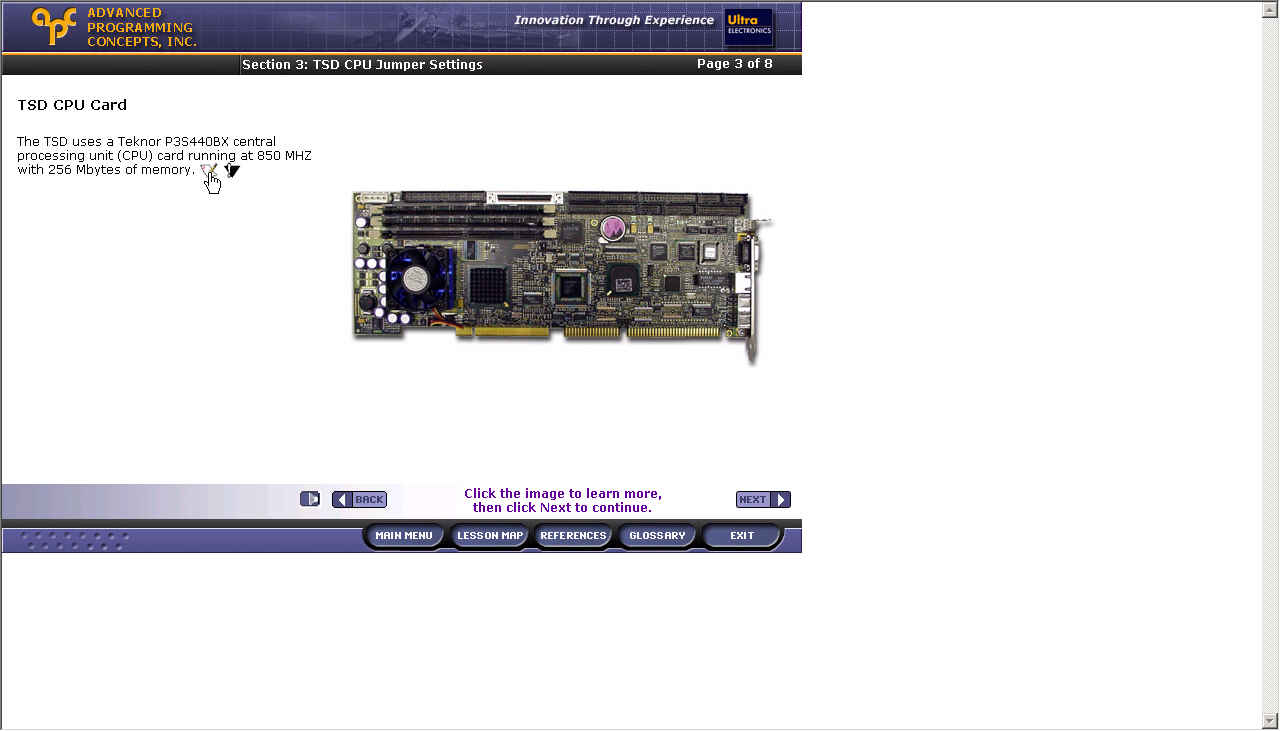 ADVANCED
PROGRAMMING
CONCEPTS, INC.
Innovation Through Experience
Ultra
ELECTRONICS
Section 3: TSD CPU Jumper Settings
Page 3 of 8
TSD CPU Card
The TSD uses a Teknor P3S440BX central
processing unit (CPU) card running at 850 MHZ
with 256 Mbytes of memory.
BACK
Click the image to learn more,
then click Next to continue.
NEXT
MAIN MENU
LESSON MAP
REFERENCES
GLOSSARY
EXIT